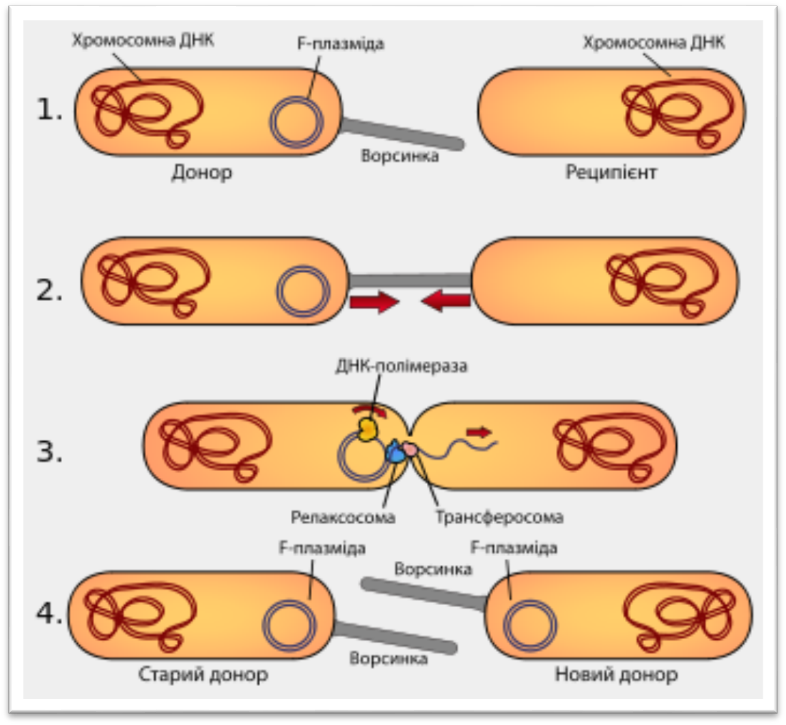 Хромосомна ДНК
F-плазміда
Хромосомна ДНК
1.
Ворсинка
Донор
Реципієнт
2.
ДНК-полімераза
3.
Релаксосома
Трансферосома
F-плазміда
F-плазміда
Ворсинка
4.
Ворсинка
Старий донор
Новий донор